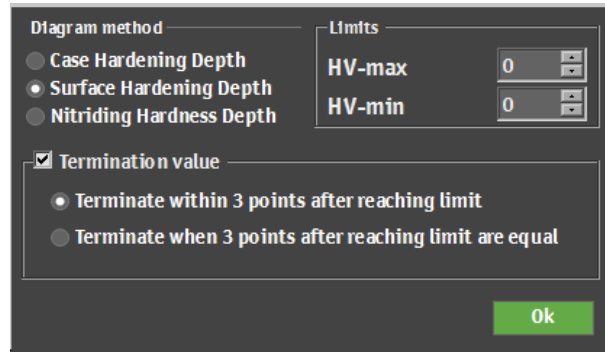 Diagram method
Case Hardening Depth
Surface Hardening Depth
Nitriding Hardness Depth
Limits
HV-max 0
HV-min 0
Termination value
Terminate within 3 points after reaching limit
Terminate when 3 points after reaching limit are equal
Ok